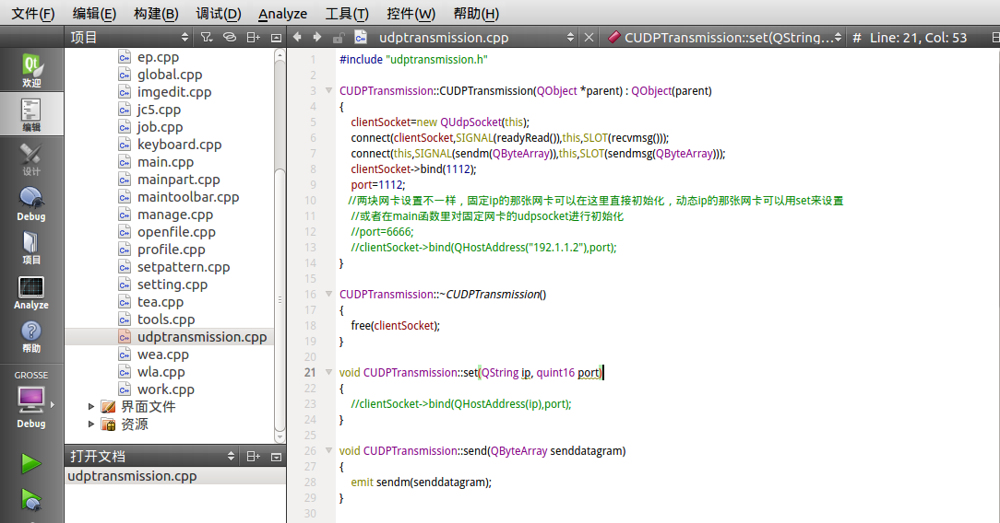 文件(F) 编辑(E) 构建(B) 调试(D) Analyze 工具(T) 控件(W) 帮助(H)
项目
udptransmission.cpp
CUDPTransmission::set(QString...
# Line: 21, Col: 53
欢迎
编辑
设计
Debug
项目
Analyze
帮助
GROSSE
Debug
ep.cpp
global.cpp
imgedit.cpp
jc5.cpp
job.cpp
keyboard.cpp
main.cpp
mainpart.cpp
maintoolbar.cpp
manage.cpp
openfile.cpp
profile.cpp
setpattern.cpp
setting.cpp
tea.cpp
tools.cpp
udptransmission.cpp
wea.cpp
wla.cpp
work.cpp
界面文件
资源
打开文档
udptransmission.cpp
1 #include "udptransmission.h"
2
3 CUDPTransmission::CUDPTransmission(QObject *parent) : QObject(parent)
4 {
5 clientSocket=new QUdpSocket(this);
6 connect(clientSocket,SIGNAL(readyRead()),this,SLOT(recvmsg()));
7 connect(this,SIGNAL(sendm(QByteArray)),this,SLOT(sendmsg(QByteArray)));
8 clientSocket->bind(1112);
9 port=1112;
10 //两块网卡设置不一样，固定ip的那张网卡可以在这里直接初始化，动态ip的那张网卡可以用set来设置
11 //或者在main函数里对固定网卡的udpsocket进行初始化
12 //port=6666;
13 //clientSocket->bind(QHostAddress("192.1.1.2"),port);
14 }
15
16 CUDPTransmission::~CUDPTransmission()
17 {
18 free(clientSocket);
19 }
20
21 void CUDPTransmission::set(QString ip, quint16 port)
22 {
23 //clientSocket->bind(QHostAddress(ip),port);
24 }
25
26 void CUDPTransmission::send(QByteArray senddatagram)
27 {
28 emit sendm(senddatagram);
29 }
30